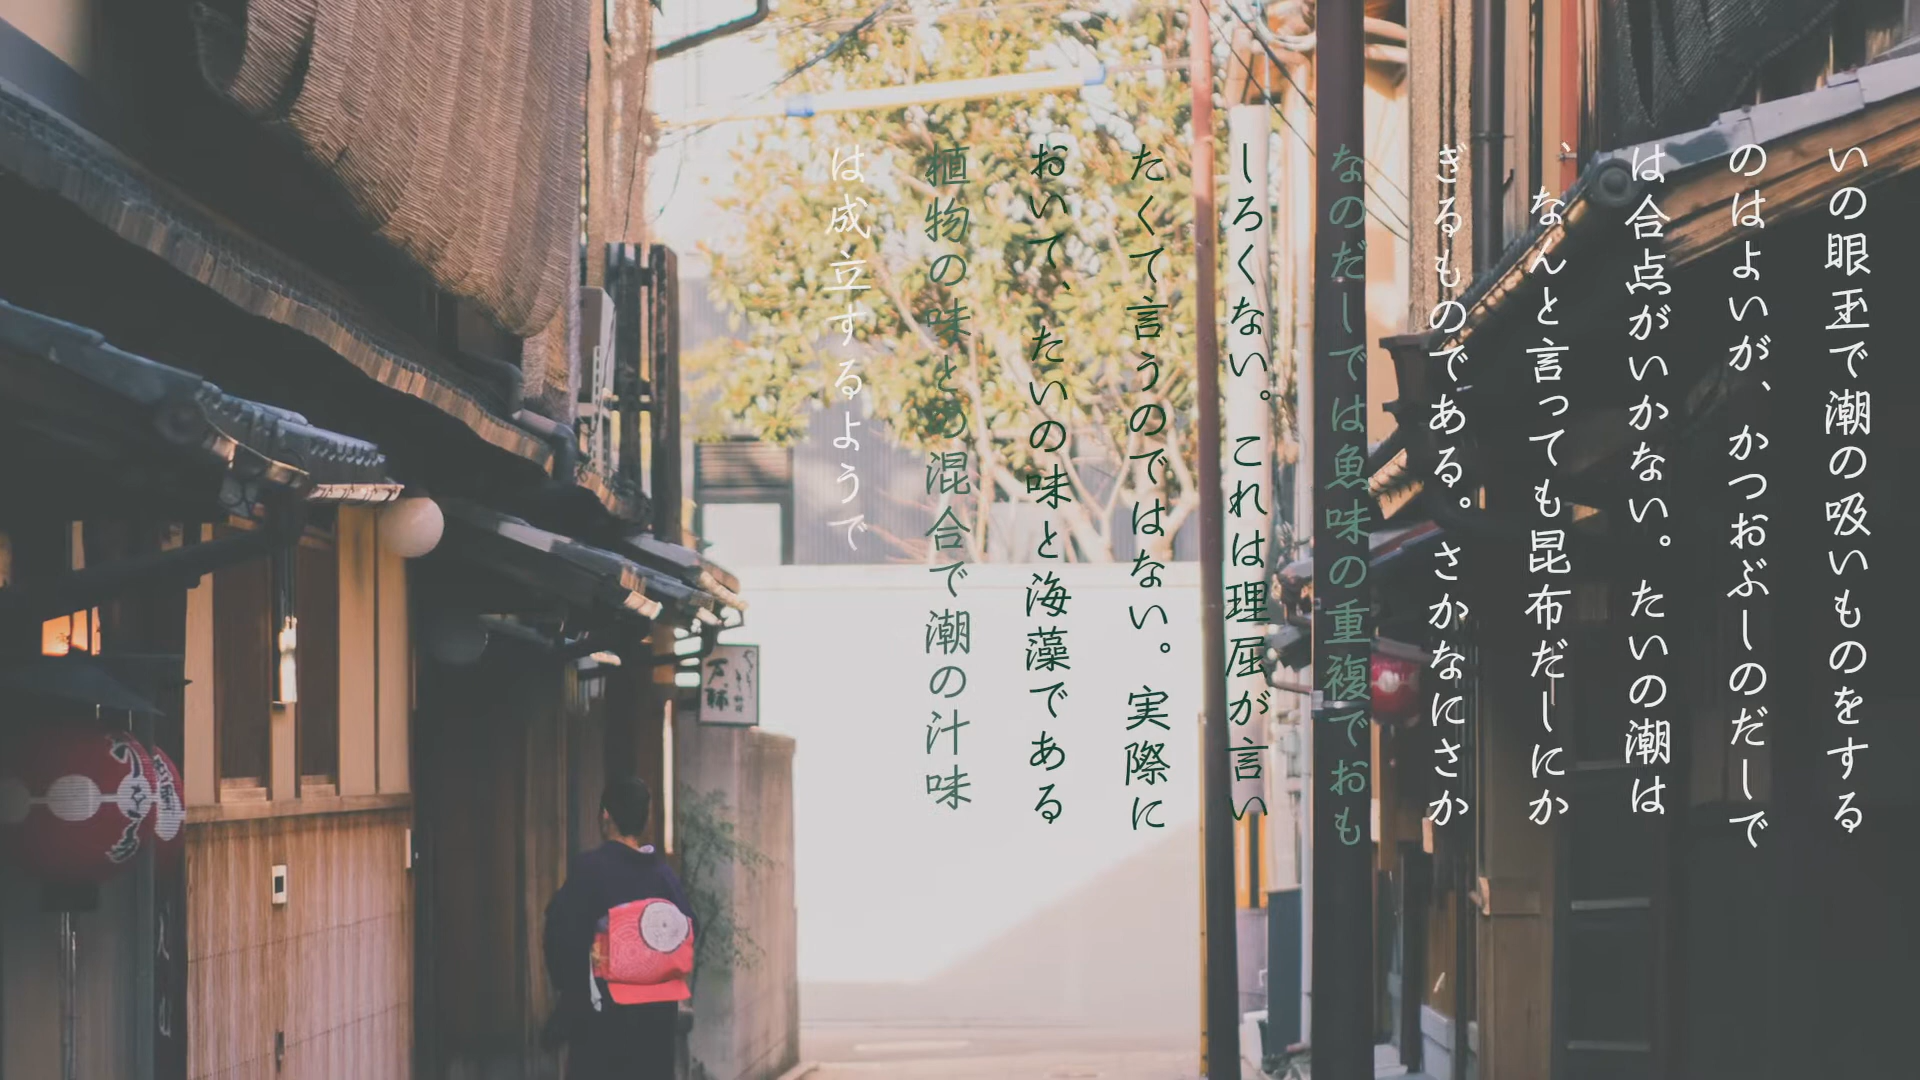 いの眼玉で潮の吸いものをする
のはよいが、かつおぶしのだしで
は合点がいかない。たいの潮は
、なんと言っても昆布だしにか
ぎるものである。さかなにさか
なのだしでは魚味の重複でおも
しろくない。これは理屈が言い
たくて言うのではない。実際に
おいて、たいの味と海藻である
植物の味との混合で潮の汁味
は成立するようで